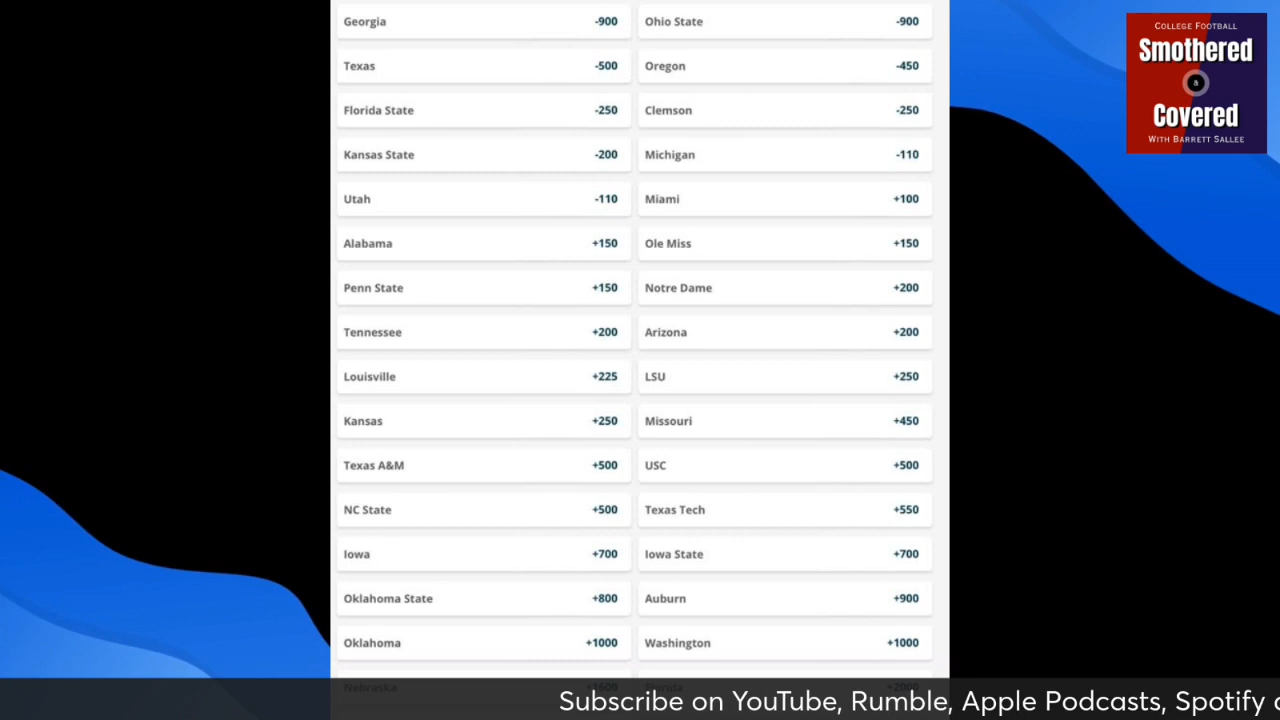 Georgia -900 Ohio State -900
Texas -500 Oregon -450
Florida State -250 Clemson -250
Kansas State -200 Michigan -110
Utah -110 Miami +100
Alabama +150 Ole Miss +150
Penn State +150 Notre Dame +200
Tennessee +200 Arizona +200
Louisville +225 LSU +250
Kansas +250 Missouri +450
Texas A&M +500 USC +500
NC State +500 Texas Tech +550
Iowa +700 Iowa State +700
Oklahoma State +800 Auburn +900
Oklahoma +1000 Washington +1000
Nebraska Florida +2000
COLLEGE FOOTBALL
Smothered
a
Covered
WITH BARRETT SALLEE
Subscribe on YouTube, Rumble, Apple Podcasts, Spotify